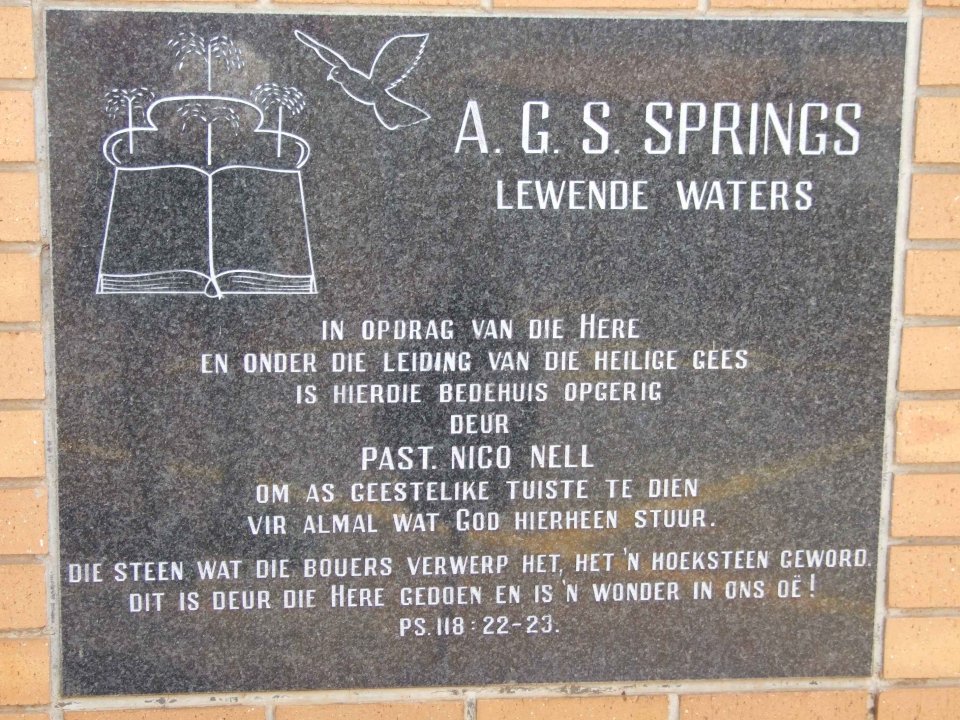 A. G. S. SPRINGS
LEWENDE WATERS
IN OPDRAG VAN DIE HERE
EN ONDER DIE LEIDING VAN DIE HEILIGE GEES
IS HIERDIE BEDEHUIS OPGERIG
DEUR
PAST. NICO NELL
OM AS GEESTELIKE TUISTE TE DIEN
VIR ALMAL WAT GOD HIERHEEN STUUR.
DIE STEEN WAT DIE BOUERS VERWERP HET, HET 'N HOEKSTEEN GEWORD.
DIT IS DEUR DIE HERE GEDOEN EN IS 'N WONDER IN ONS OË!
PS. 118 : 22-23.